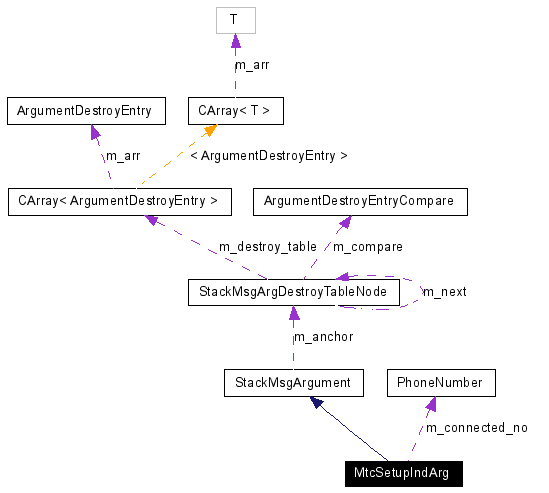 T
m_arr
ArgumentDestroyEntry
CArray< T >
m_arr
< ArgumentDestroyEntry >
CArray< ArgumentDestroyEntry >
ArgumentDestroyEntryCompare
m_destroy_table
m_compare
StackMsgArgDestroyTableNode
m_next
m_anchor
StackMsgArgument
PhoneNumber
m_connected_no
MtcSetupIndArg